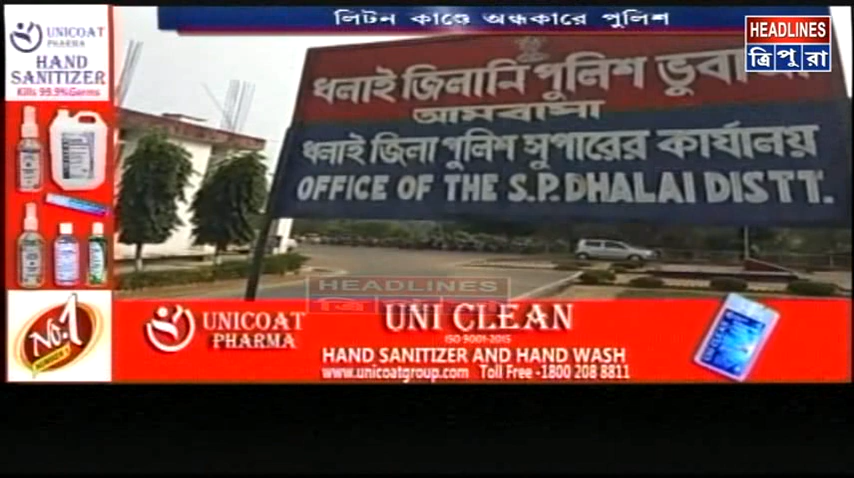 UNICOAT
PHARMA
HAND
SANITIZER
Kills 99.9% Germs
লিটন কাণ্ডে অন্ধকারে পুলিশ
HEADLINES
ত্রিপুরা
ধলাই জিলানি পুলিশ
আমবাসা
ধলাই জিলা পুলিশ সুপারের কার্যালয়
OFFICE OF THE S.P. DHALAI DISTT.
HEADLINES
ত্রিপুরা
No.1
NUMBER 1
UNICOAT
PHARMA
UNI CLEAN
ISO 9001-2015
HAND SANITIZER AND HAND WASH
www.unicoatgroup.com Toll Free -1800 208 8811